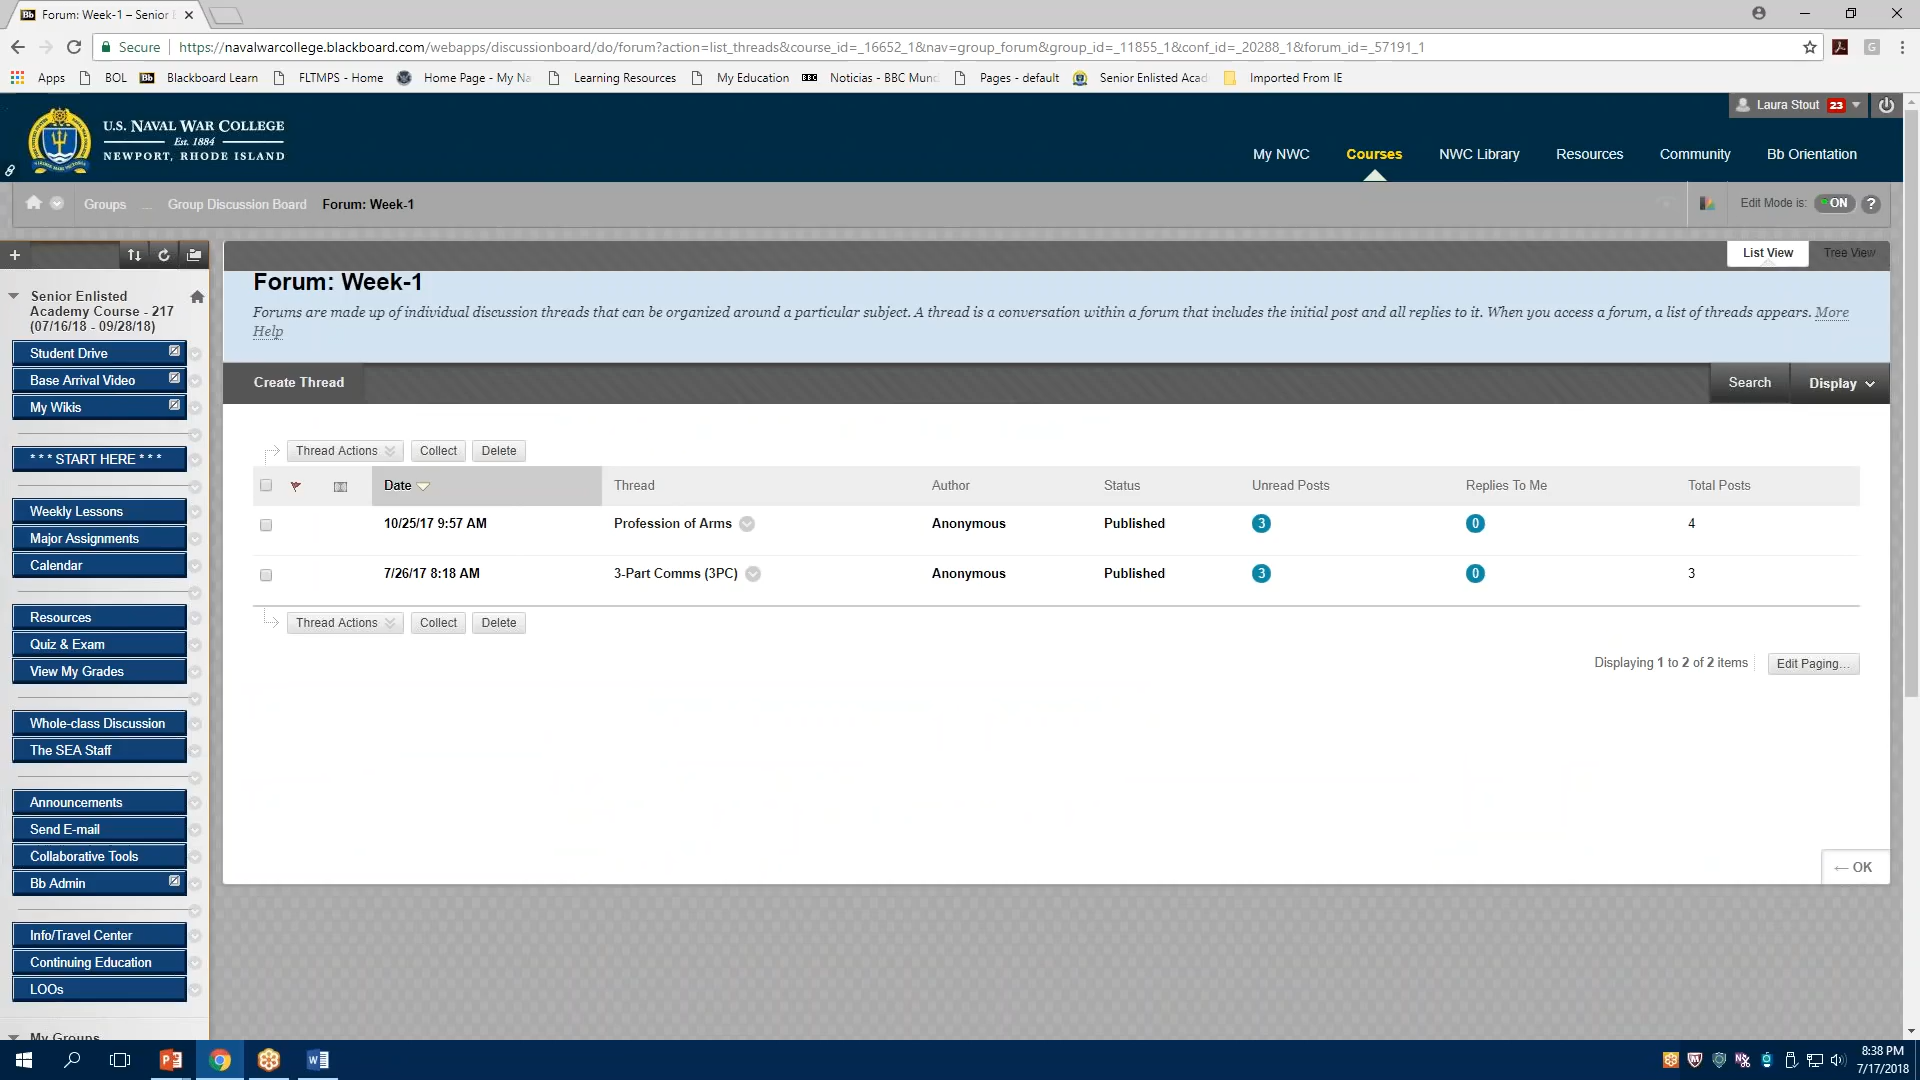 Forum: Week-1 – Senior E
Secure https://navalwarcollege.blackboard.com/webapps/discussionboard/do/forum?action=list_threads&course_id=_16652_1&nav=group_forum&group_id=_11855_1&conf_id=_20288_1&forum_id=_57191_1
Apps BOL Bb Blackboard Learn FLTMPS - Home Home Page - My Na Learning Resources My Education BBC Noticias - BBC Mund Pages - default Senior Enlisted Acad Imported From IE
Laura Stout 23
U.S. NAVAL WAR COLLEGE
Est. 1884
NEWPORT, RHODE ISLAND
My NWC Courses NWC Library Resources Community Bb Orientation
Groups ... Group Discussion Board Forum: Week-1 Edit Mode is: ON ?
List View Tree View
Senior Enlisted
Academy Course - 217
(07/16/18 - 09/28/18)
Student Drive
Base Arrival Video
My Wikis
* * * START HERE * * *
Weekly Lessons
Major Assignments
Calendar
Resources
Quiz & Exam
View My Grades
Whole-class Discussion
The SEA Staff
Announcements
Send E-mail
Collaborative Tools
Bb Admin
Info/Travel Center
Continuing Education
LOOs
My Groups
Forum: Week-1
Forums are made up of individual discussion threads that can be organized around a particular subject. A thread is a conversation within a forum that includes the initial post and all replies to it. When you access a forum, a list of threads appears. More
Help
Create Thread Search Display
Thread Actions Collect Delete
Date Thread Author Status Unread Posts Replies To Me Total Posts
10/25/17 9:57 AM Profession of Arms Anonymous Published 3 0 4
7/26/17 8:18 AM 3-Part Comms (3PC) Anonymous Published 3 0 3
Thread Actions Collect Delete
Displaying 1 to 2 of 2 items Edit Paging...
← OK
8:38 PM
7/17/2018